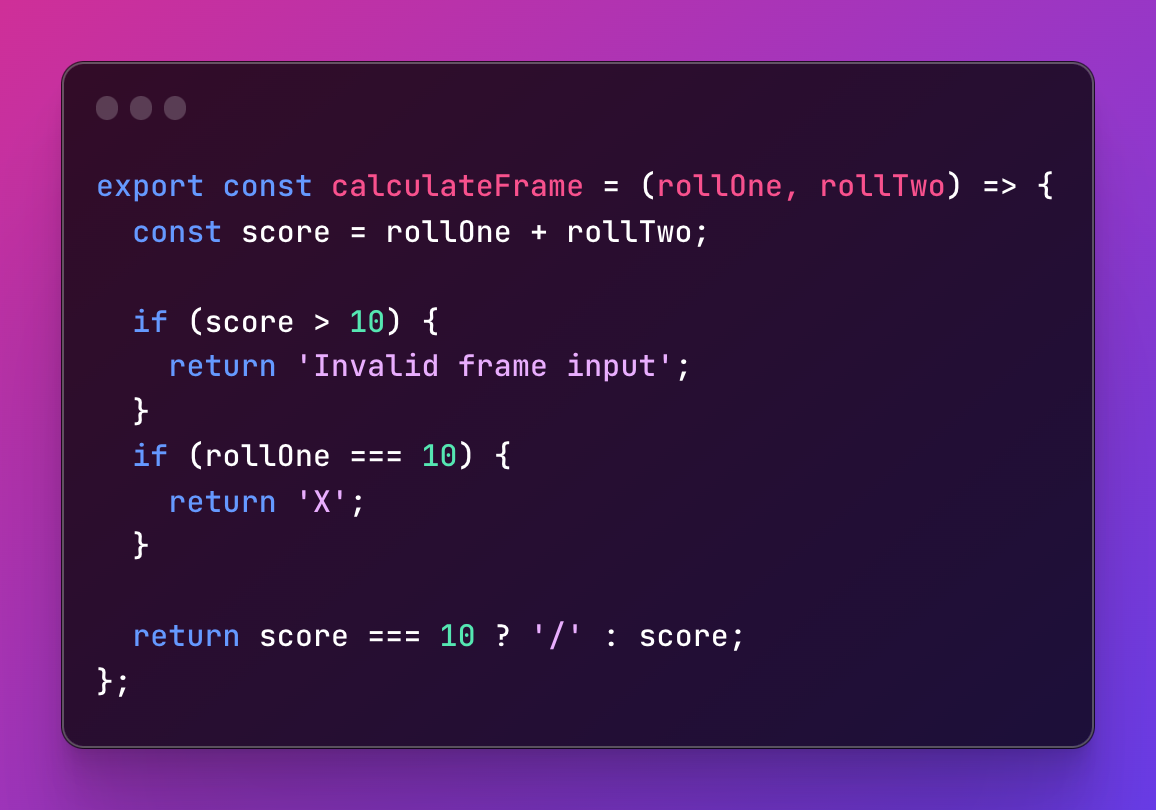 export const calculateFrame = (rollOne, rollTwo) => {
  const score = rollOne + rollTwo;

  if (score > 10) {
    return 'Invalid frame input';
  }
  if (rollOne === 10) {
    return 'X';
  }

  return score === 10 ? '/' : score;
};